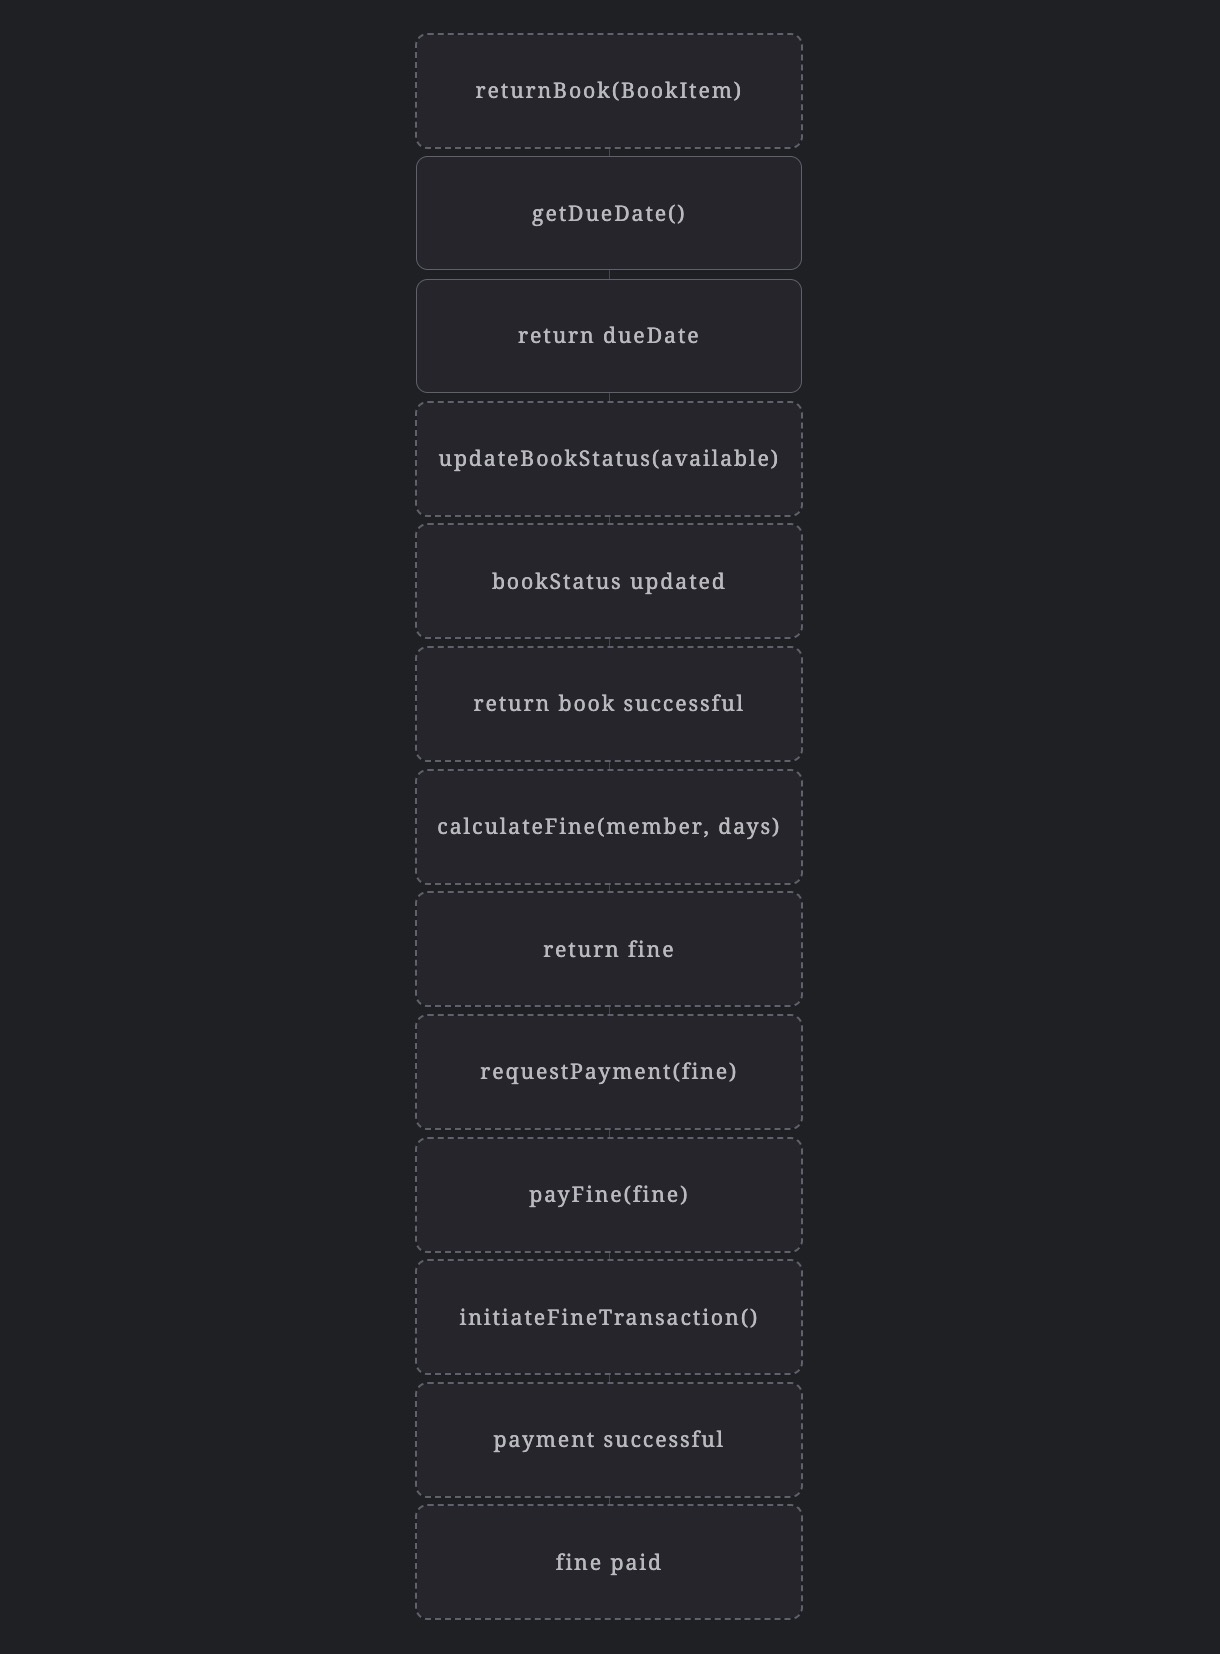 returnBook(BookItem)
getDueDate()
return dueDate
updateBookStatus(available)
bookStatus updated
return book successful
calculateFine(member, days)
return fine
requestPayment(fine)
payFine(fine)
initiateFineTransaction()
payment successful
fine paid